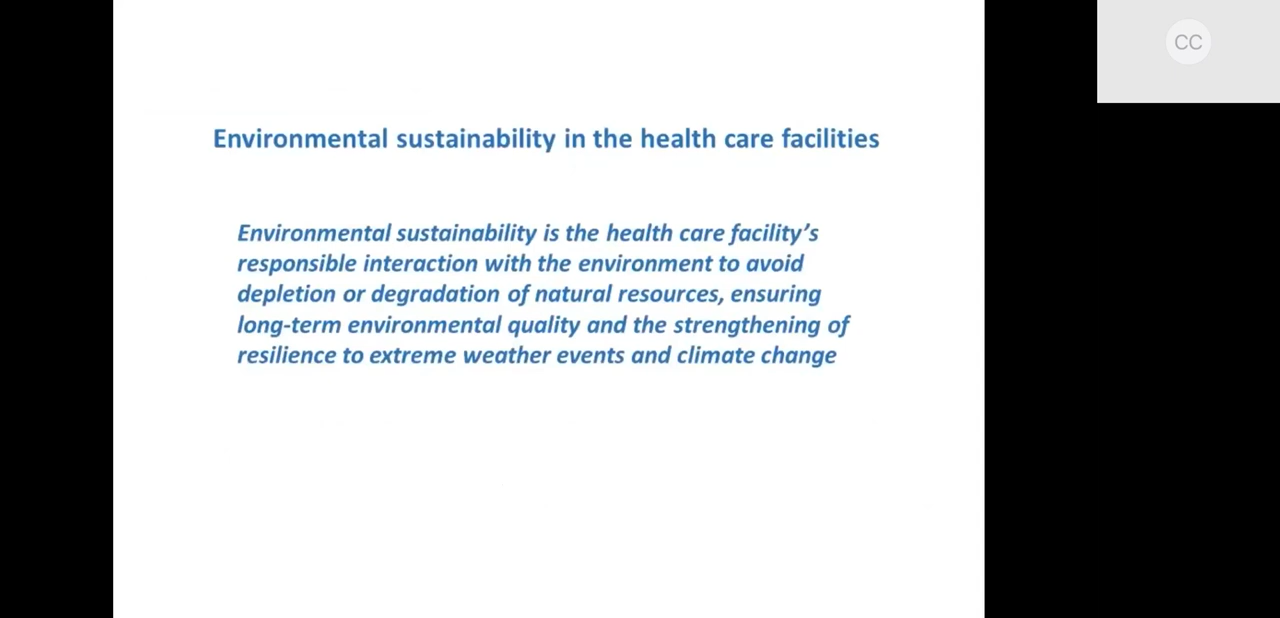 CC
Environmental sustainability in the health care facilities
Environmental sustainability is the health care facility’s
responsible interaction with the environment to avoid
depletion or degradation of natural resources, ensuring
long-term environmental quality and the strengthening of
resilience to extreme weather events and climate change